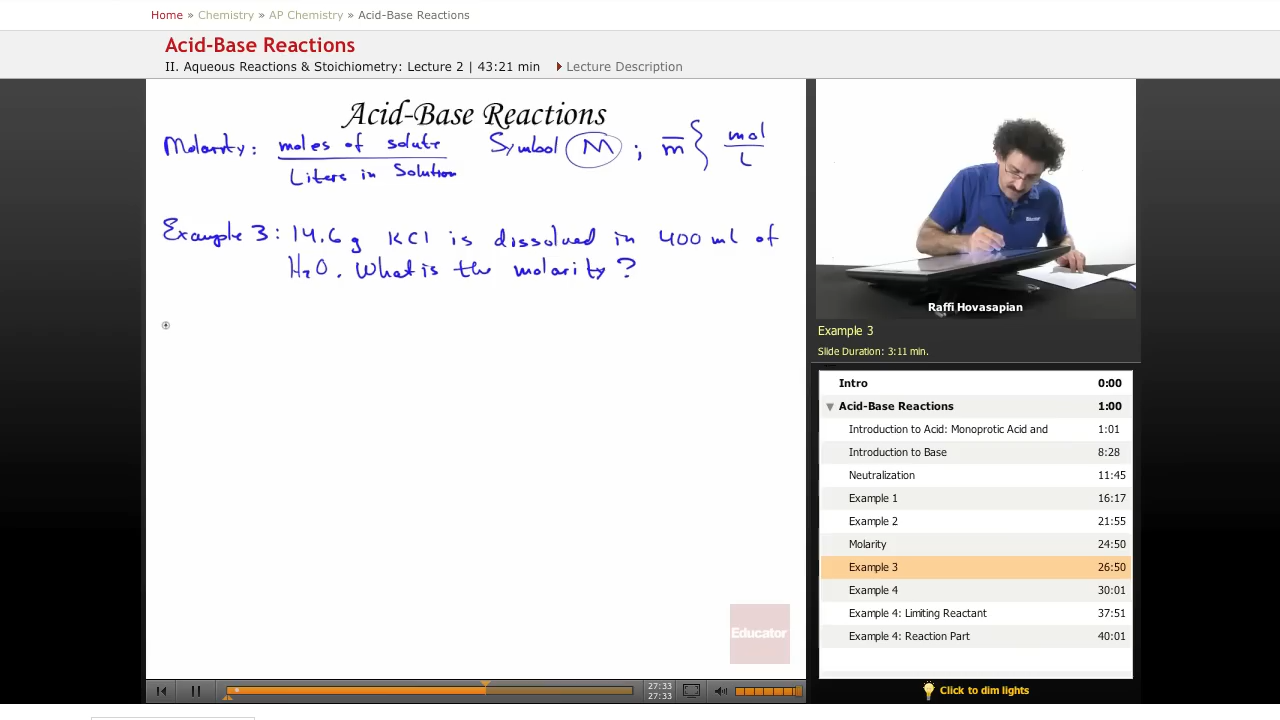 Home » Chemistry » AP Chemistry » Acid-Base Reactions
Acid-Base Reactions
II. Aqueous Reactions & Stoichiometry: Lecture 2 | 43:21 min Lecture Description
Acid-Base Reactions
Molarity: moles of solute Symbol M ; m } mol
Liters in Solution L
Example 3: 14.6 g KCl is dissolved in 400 ml of
H₂O. What is the molarity?
Raffi Hovasapian
Example 3
Slide Duration: 3:11 min.
Intro 0:00
Acid-Base Reactions 1:00
Introduction to Acid: Monoprotic Acid and 1:01
Introduction to Base 8:28
Neutralization 11:45
Example 1 16:17
Example 2 21:55
Molarity 24:50
Example 3 26:50
Example 4 30:01
Example 4: Limiting Reactant 37:51
Example 4: Reaction Part 40:01
Educator
27:33
27:33
Click to dim lights